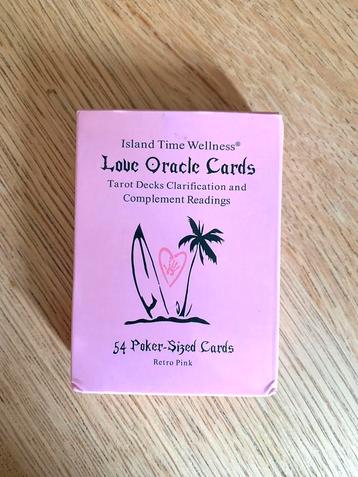 Island Time Wellness®
Love Oracle Cards
Tarot Decks Clarification and
Complement Readings
54 Poker-Sized Cards
Retro Pink